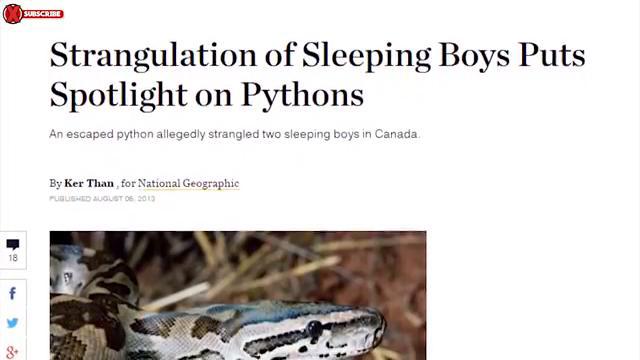 SUBSCRIBE
Strangulation of Sleeping Boys Puts
Spotlight on Pythons
An escaped python allegedly strangled two sleeping boys in Canada.
By Ker Than , for National Geographic
PUBLISHED AUGUST 06, 2013
18